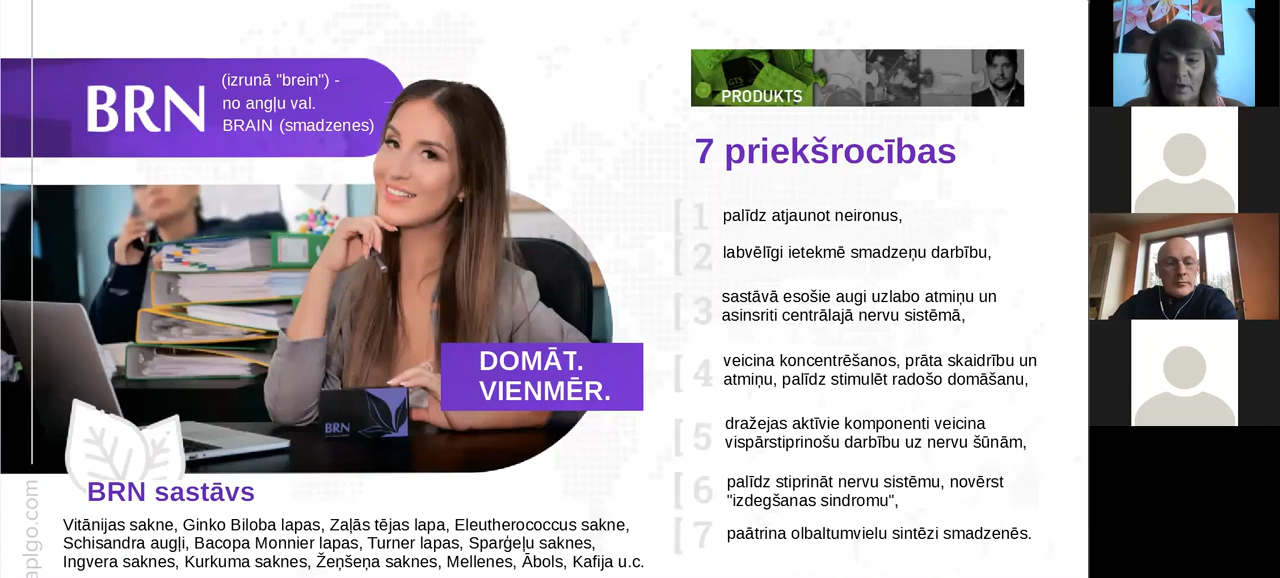 BRN
(izrunā "brein") -
no angļu val.
BRAIN (smadzenes)
DOMĀT.
VIENMĒR.
BRN
BRN sastāvs
Vitānijas sakne, Ginko Biloba lapas, Zaļās tējas lapa, Eleutherococcus sakne,
Schisandra augļi, Bacopa Monnier lapas, Turner lapas, Sparģeļu saknes,
Ingvera saknes, Kurkuma saknes, Žeņšeņa saknes, Mellenes, Ābols, Kafija u.c.
aplgo.com
GTS
PRODUKTS
7 priekšrocības
[1 palīdz atjaunot neironus,
[2 labvēlīgi ietekmē smadzeņu darbību,
[3 sastāvā esošie augi uzlabo atmiņu un
asinsriti centrālajā nervu sistēmā,
[4 veicina koncentrēšanos, prāta skaidrību un
atmiņu, palīdz stimulēt radošo domāšanu,
[5 dražejas aktīvie komponenti veicina
vispārstiprinošu darbību uz nervu šūnām,
[6 palīdz stiprināt nervu sistēmu, novērst
"izdegšanas sindromu",
[7 paātrina olbaltumvielu sintēzi smadzenēs.